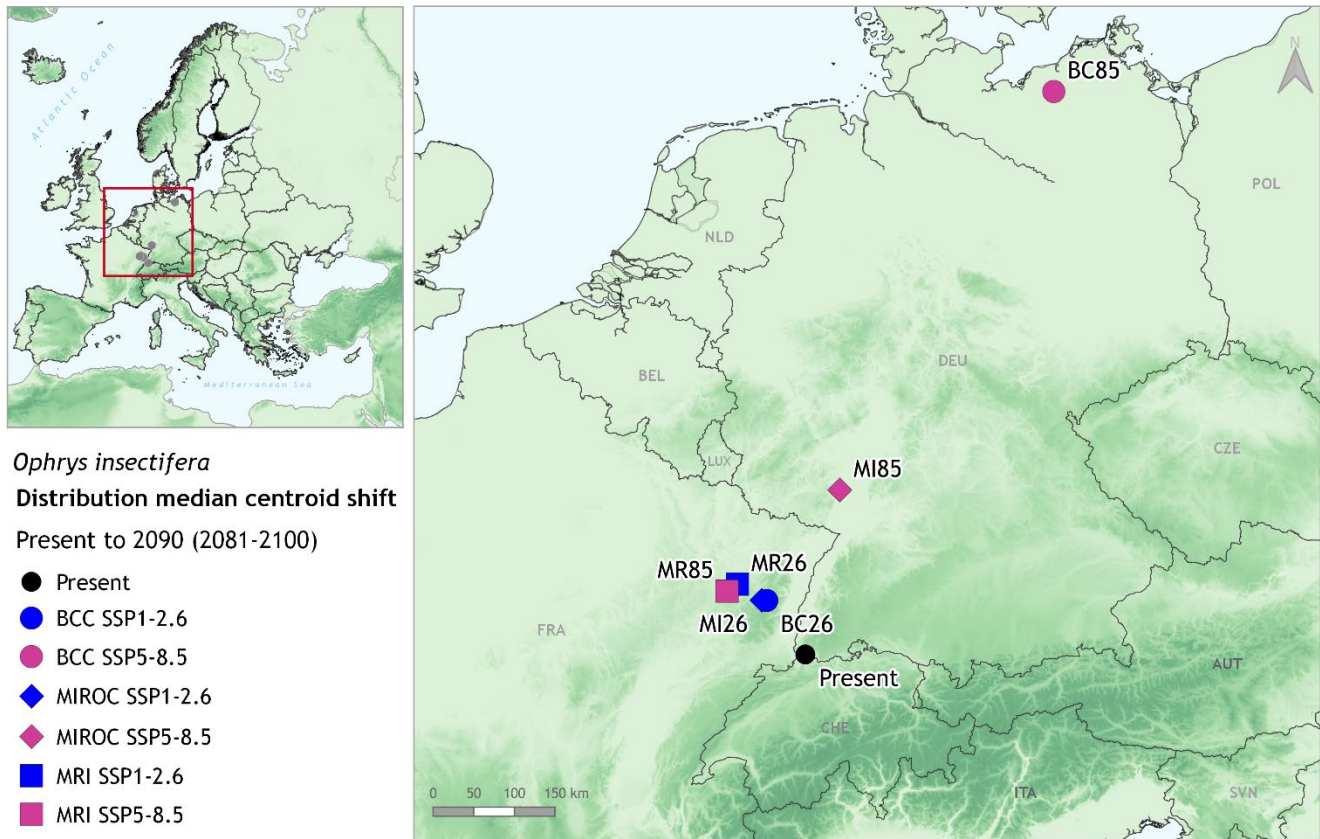 Atlantic Ocean
Mediterranean Sea
Ophrys insectifera
Distribution median centroid shift
Present to 2090 (2081-2100)
Present
BCC SSP1-2.6
BCC SSP5-8.5
MIROC SSP1-2.6
MIROC SSP5-8.5
MRI SSP1-2.6
MRI SSP5-8.5
N
BC85
POL
NLD
DEU
BEL
CZE
LUX
MI85
MR85
MR26
MI26
BC26
FRA
Present
AUT
CHE
ITA
SVN
0 50 100 150 km